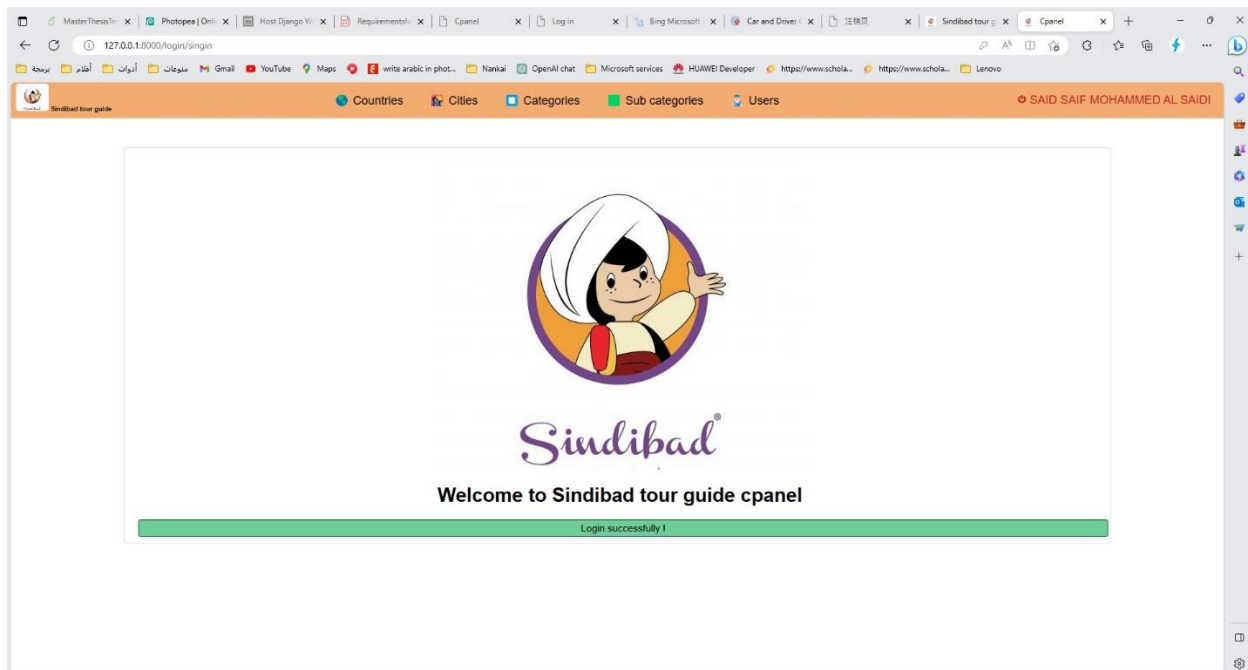 MasterThesisTe
Photopea | Onli
Host Django W
Requirements
Cpanel
Log in
Bing Microsoft
Car and Driver
Sindibad tour g
Cpanel
127.0.0.1:8000/login/singin
برمجة
أفلام
أدوات
منوعات
Gmail
YouTube
Maps
write arabic in phot...
Nankai
OpenAI chat
Microsoft services
HUAWEI Developer
https://www.schola...
https://www.schola...
Lenovo
Sindibad tour guide
Countries
Cities
Categories
Sub categories
Users
SAID SAIF MOHAMMED AL SAIDI
Sindibad®
Welcome to Sindibad tour guide cpanel
Login successfully !